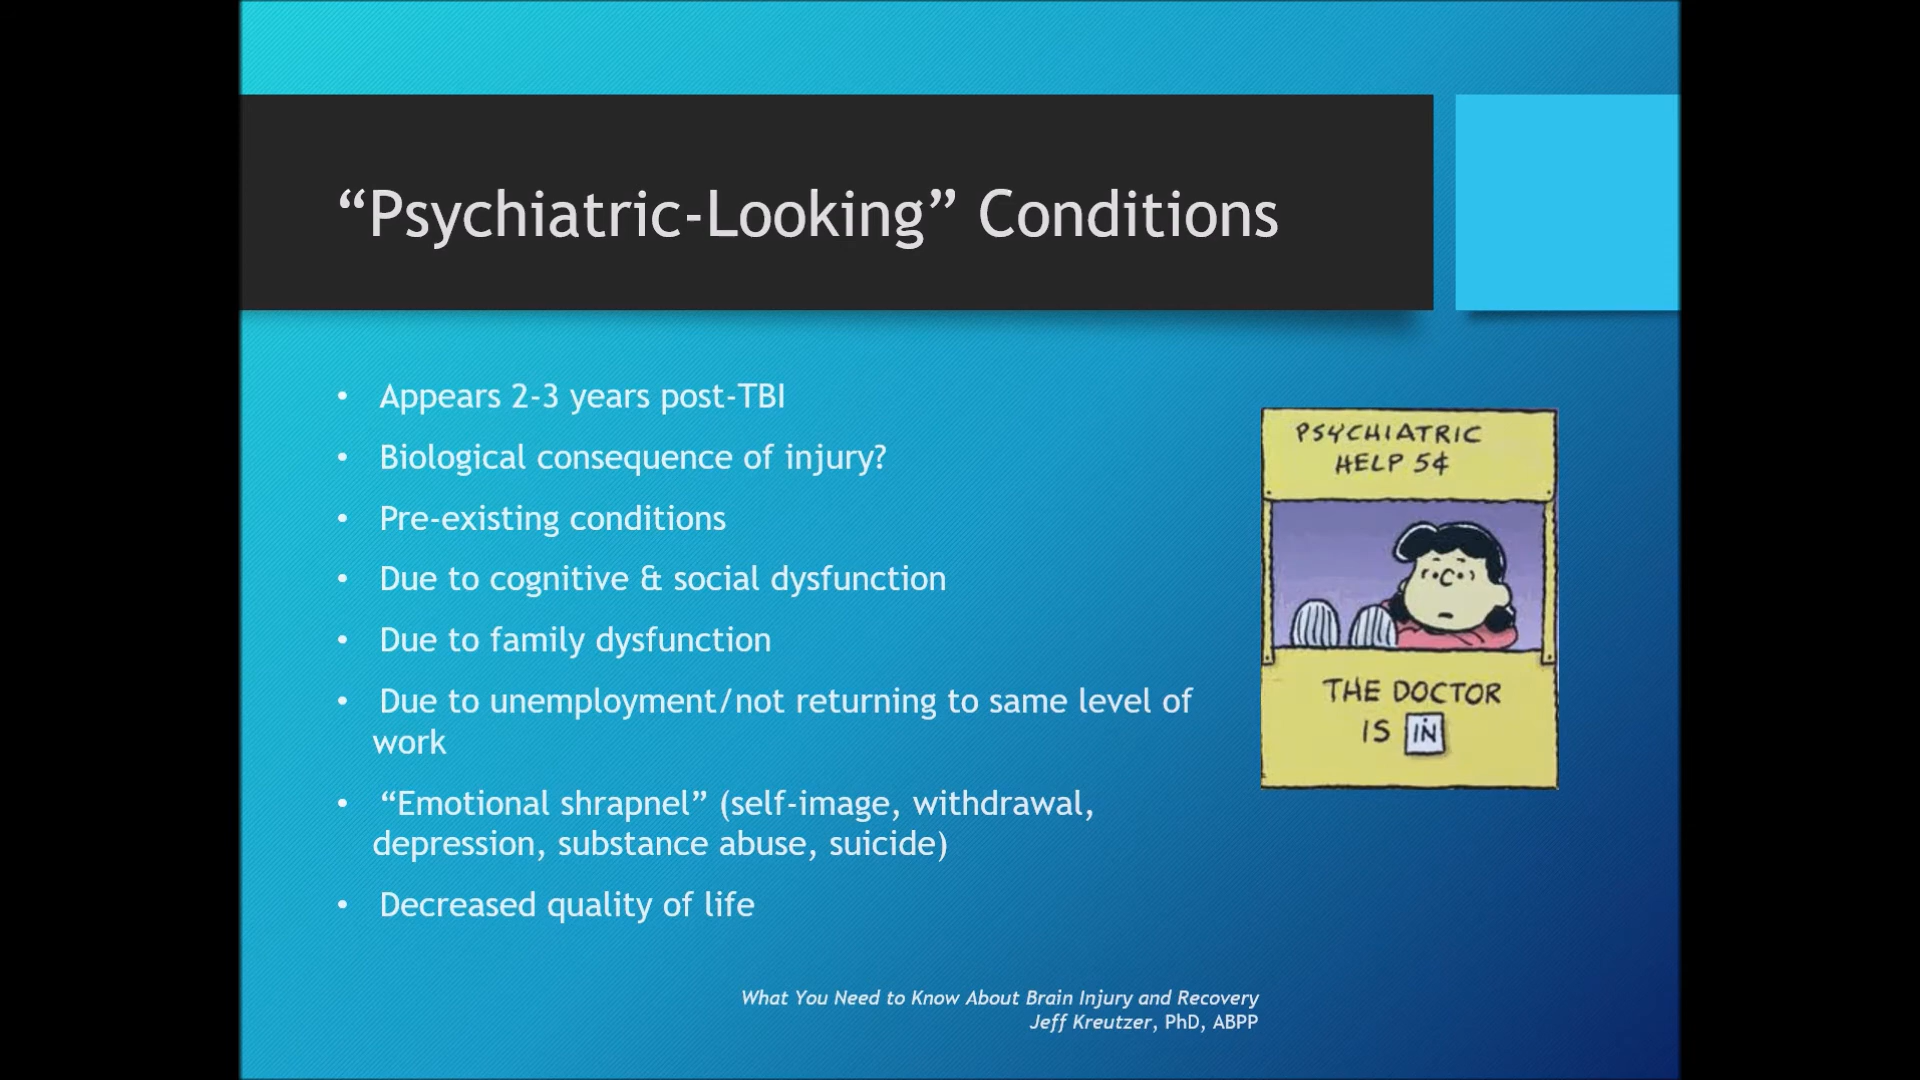 “Psychiatric-Looking” Conditions
• Appears 2-3 years post-TBI
• Biological consequence of injury?
• Pre-existing conditions
• Due to cognitive & social dysfunction
• Due to family dysfunction
• Due to unemployment/not returning to same level of
work
• “Emotional shrapnel” (self-image, withdrawal,
depression, substance abuse, suicide)
• Decreased quality of life
PSYCHIATRIC
HELP 5¢
THE DOCTOR
IS IN
What You Need to Know About Brain Injury and Recovery
Jeff Kreutzer, PhD, ABPP